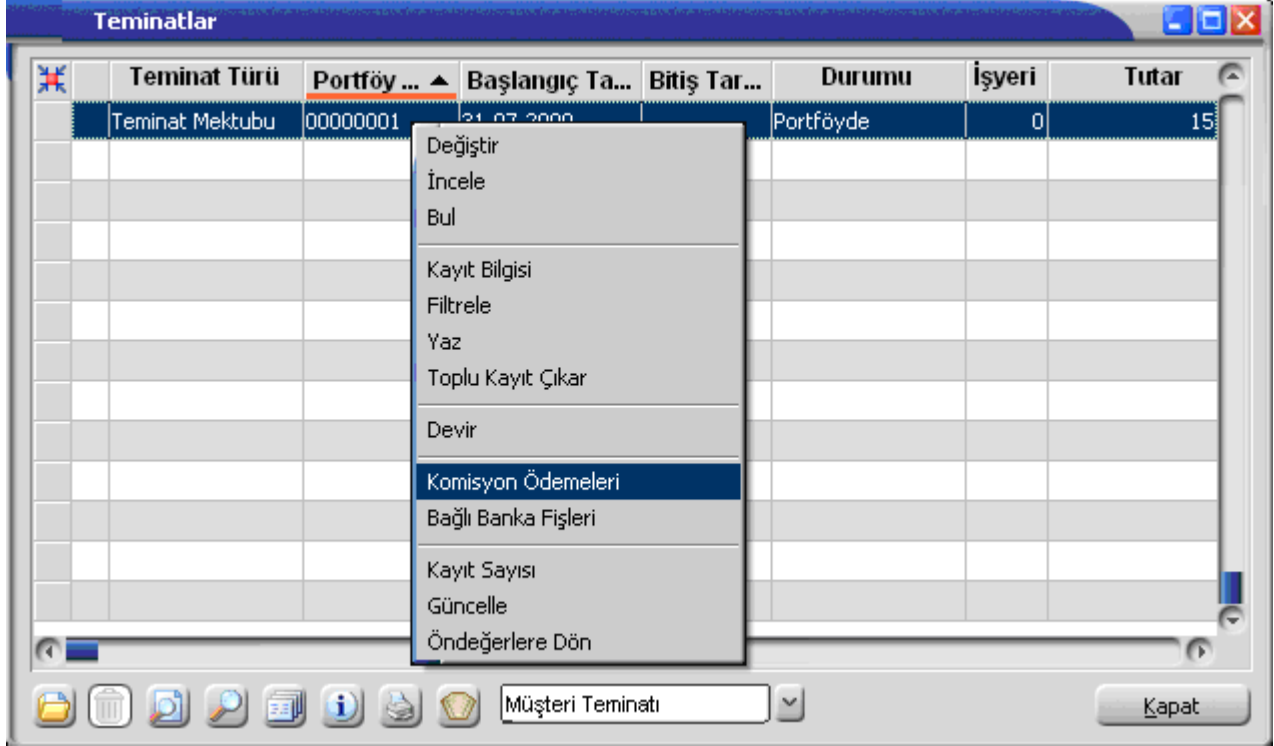 Teminatlar
Teminat Türü Portföy ... Başlangıç Ta... Bitiş Tar... Durumu İşyeri Tutar
Teminat Mektubu 00000001 Portföyde 0 15
Değiştir
İncele
Bul
Kayıt Bilgisi
Filtrele
Yaz
Toplu Kayıt Çıkar
Devir
Komisyon Ödemeleri
Bağlı Banka Fişleri
Kayıt Sayısı
Güncelle
Öndeğerlere Dön
Müşteri Teminatı Kapat